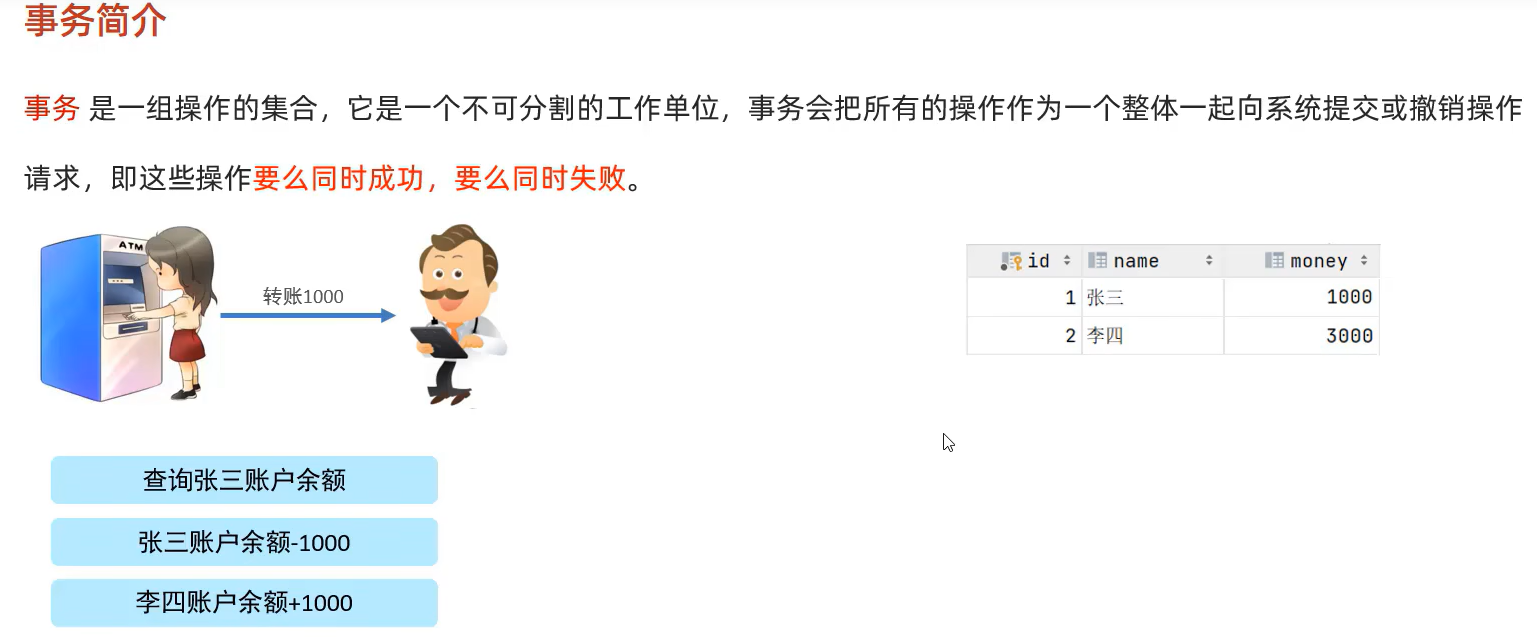 事务简介
事务 是一组操作的集合，它是一个不可分割的工作单位，事务会把所有的操作作为一个整体一起向系统提交或撤销操作
请求，即这些操作要么同时成功，要么同时失败。
ATM
转账1000
id name money
1 张三 1000
2 李四 3000
查询张三账户余额
张三账户余额-1000
李四账户余额+1000